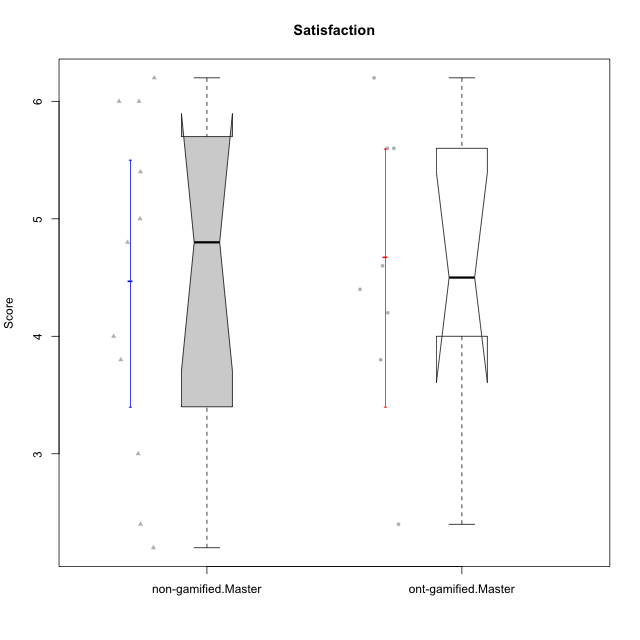 Satisfaction
Score
6
5
4
3
non-gamified.Master
ont-gamified.Master